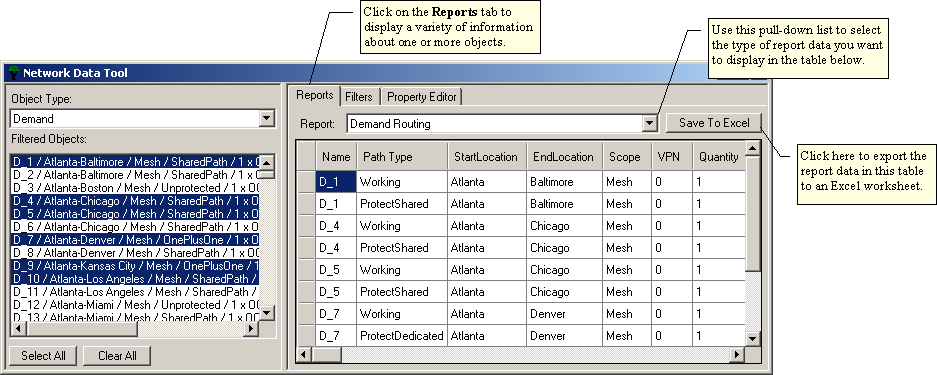 Click on the Reports tab to
display a variety of information
about one or more objects.
Use this pull-down list to select
the type of report data you want
to display in the table below.
Network Data Tool
Object Type:
Demand
Filtered Objects:
D_1 / Atlanta-Baltimore / Mesh / SharedPath / 1 x OC
D_2 / Atlanta-Baltimore / Mesh / SharedPath / 1 x OC
D_3 / Atlanta-Boston / Mesh / Unprotected / 1 x OC
D_4 / Atlanta-Chicago / Mesh / SharedPath / 1 x O
D_5 / Atlanta-Chicago / Mesh / SharedPath / 1 x O
D_6 / Atlanta-Chicago / Mesh / SharedPath / 1 x O
D_7 / Atlanta-Denver / Mesh / OnePlusOne / 1 x O
D_8 / Atlanta-Denver / Mesh / SharedPath / 1 x O
D_9 / Atlanta-Kansas City / Mesh / OnePlusOne / 1
D_10 / Atlanta-Los Angeles / Mesh / SharedPath /
D_11 / Atlanta-Los Angeles / Mesh / SharedPath /
D_12 / Atlanta-Miami / Mesh / Unprotected / 1 x OC
D_13 / Atlanta-Miami / Mesh / SharedPath / 1 x OC
Select All Clear All
Reports Filters Property Editor
Report: Demand Routing Save To Excel
Name Path Type StartLocation EndLocation Scope VPN Quantity
D_1 Working Atlanta Baltimore Mesh 0 1
D_1 ProtectShared Atlanta Baltimore Mesh 0 1
D_4 Working Atlanta Chicago Mesh 0 1
D_4 ProtectShared Atlanta Chicago Mesh 0 1
D_5 Working Atlanta Chicago Mesh 0 1
D_5 ProtectShared Atlanta Chicago Mesh 0 1
D_7 Working Atlanta Denver Mesh 0 1
D_7 ProtectDedicated Atlanta Denver Mesh 0 1
Click here to export the
report data in this table
to an Excel worksheet.